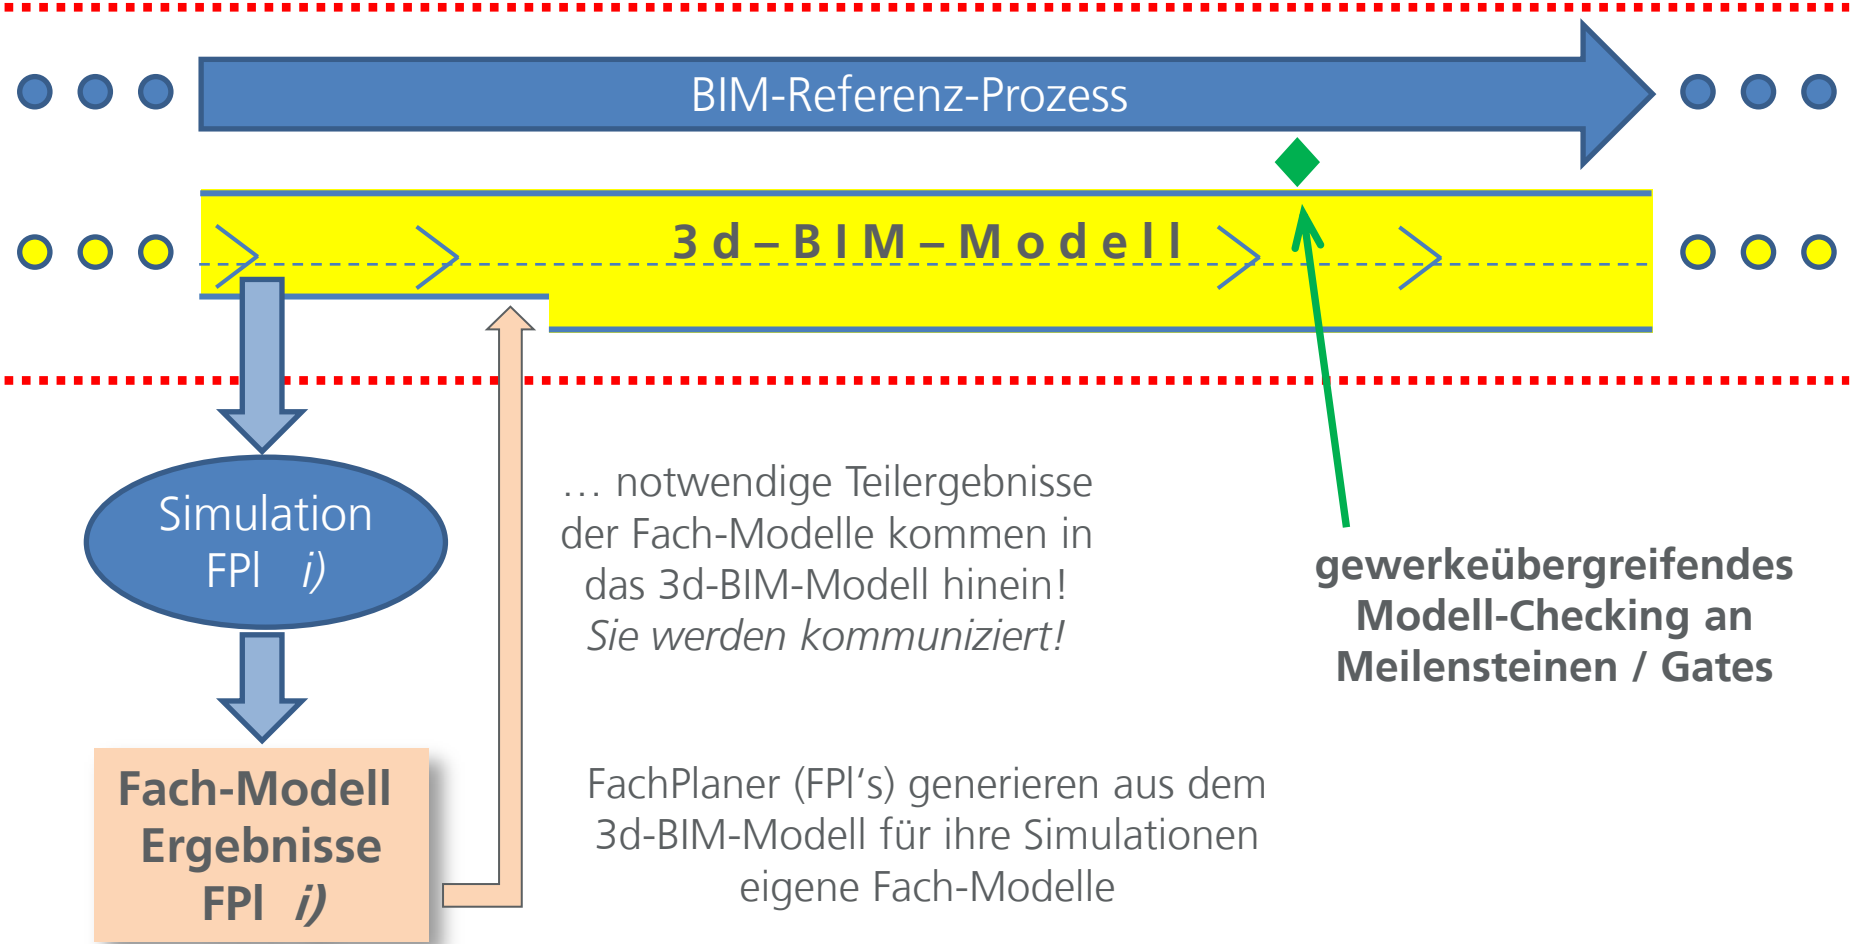 BIM-Referenz-Prozess
3d–BIM–Modell
Simulation
FPl i)
… notwendige Teilergebnisse
der Fach-Modelle kommen in
das 3d-BIM-Modell hinein!
Sie werden kommuniziert!
gewerkeübergreifendes
Modell-Checking an
Meilensteinen / Gates
Fach-Modell
Ergebnisse
FPl i)
FachPlaner (FPl‘s) generieren aus dem
3d-BIM-Modell für ihre Simulationen
eigene Fach-Modelle